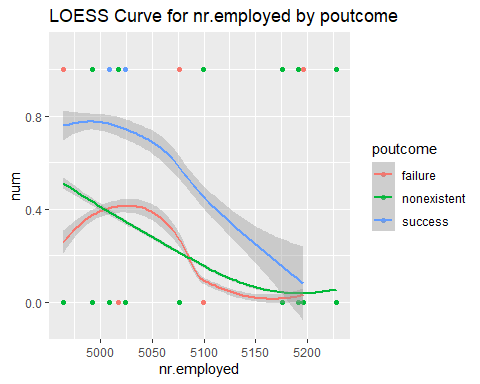 LOESS Curve for nr.employed by poutcome
num
0.8
0.4
0.0
5000
5050
5100
5150
5200
nr.employed
poutcome
failure
nonexistent
success